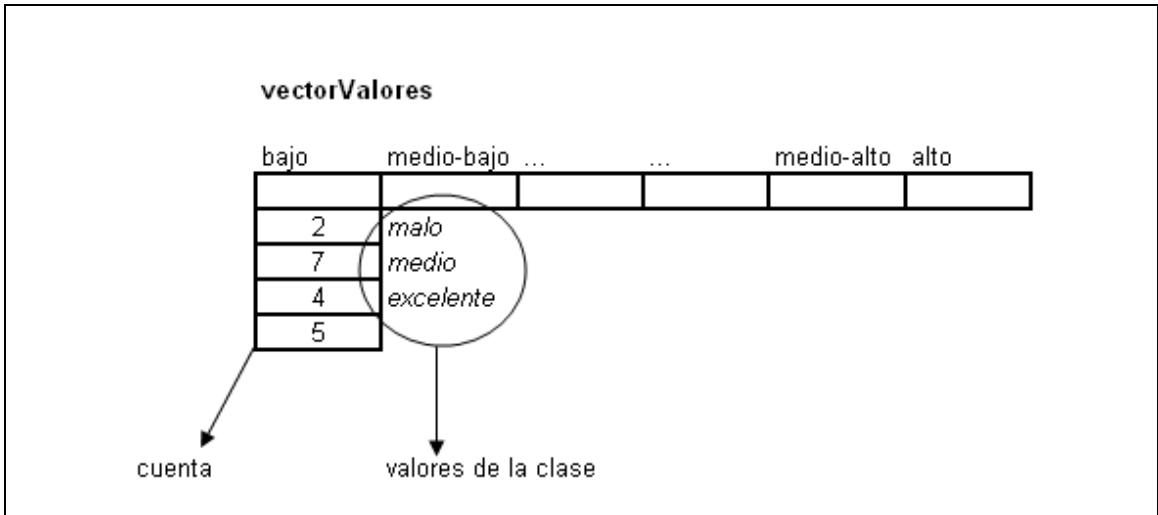 vectorValores
bajo medio-bajo ... ... medio-alto alto
2 malo
7 medio
4 excelente
5
cuenta valores de la clase